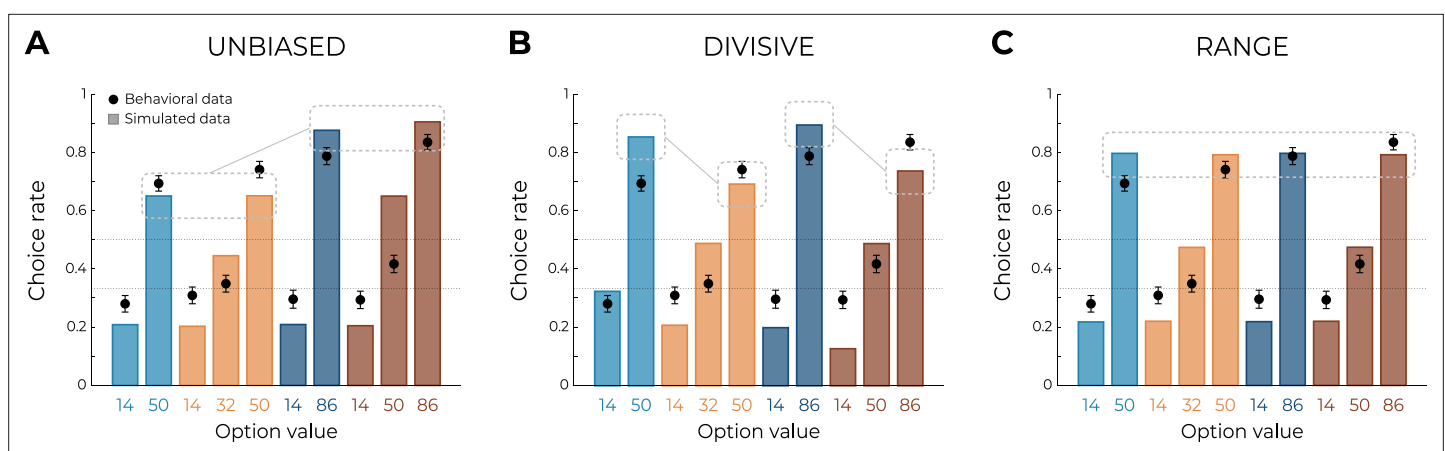 A UNBIASED
Behavioral data
Simulated data
Choice rate
1
0.8
0.6
0.4
0.2
0
14 50 14 32 50 14 86 14 50 86
Option value
B DIVISIVE
Choice rate
1
0.8
0.6
0.4
0.2
0
14 50 14 32 50 14 86 14 50 86
Option value
C RANGE
Choice rate
1
0.8
0.6
0.4
0.2
0
14 50 14 32 50 14 86 14 50 86
Option value